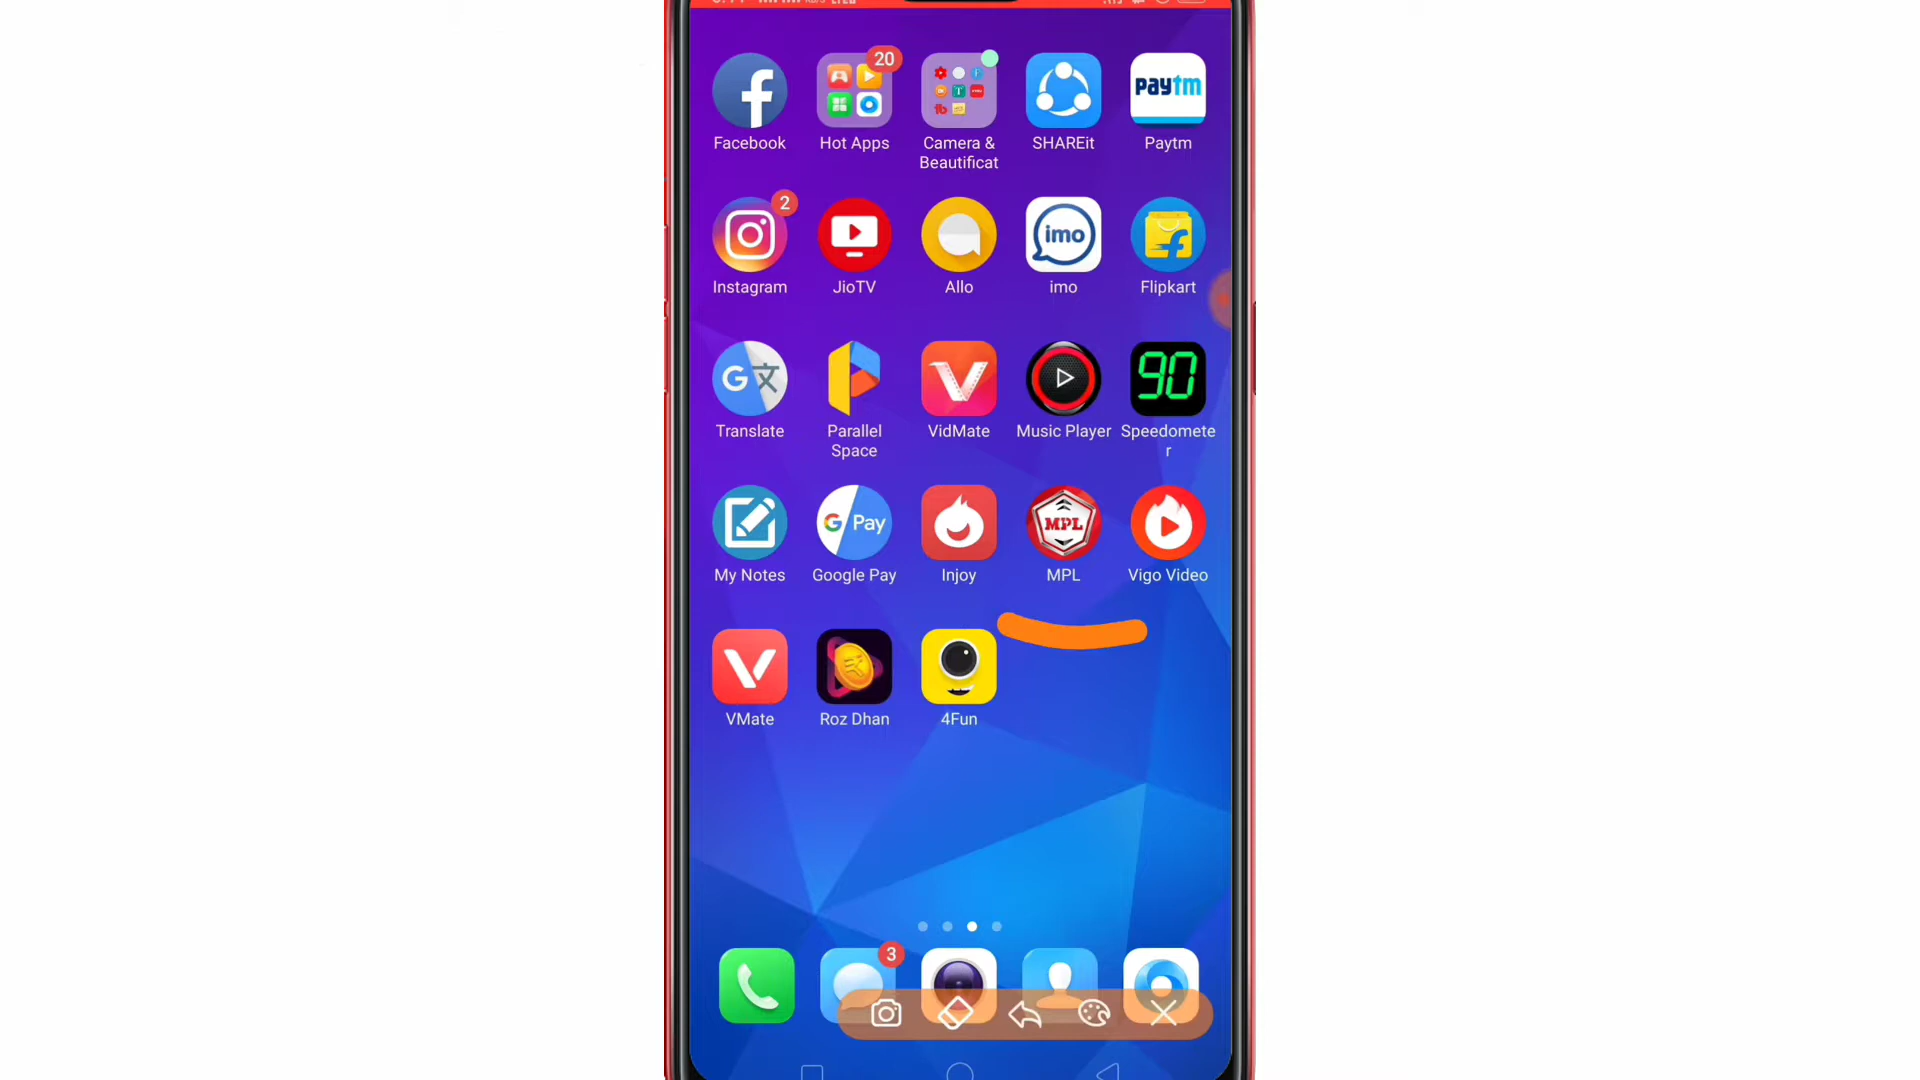 20
Facebook
Hot Apps
Camera &
Beautificat
SHAREit
paytm
Paytm
2
Instagram
JioTV
Allo
imo
imo
Flipkart
G 文
Translate
Parallel
Space
VidMate
Music Player
90
Speedomete
r
My Notes
G Pay
Google Pay
Injoy
MPL
MPL
Vigo Video
VMate
Roz Dhan
4Fun
3